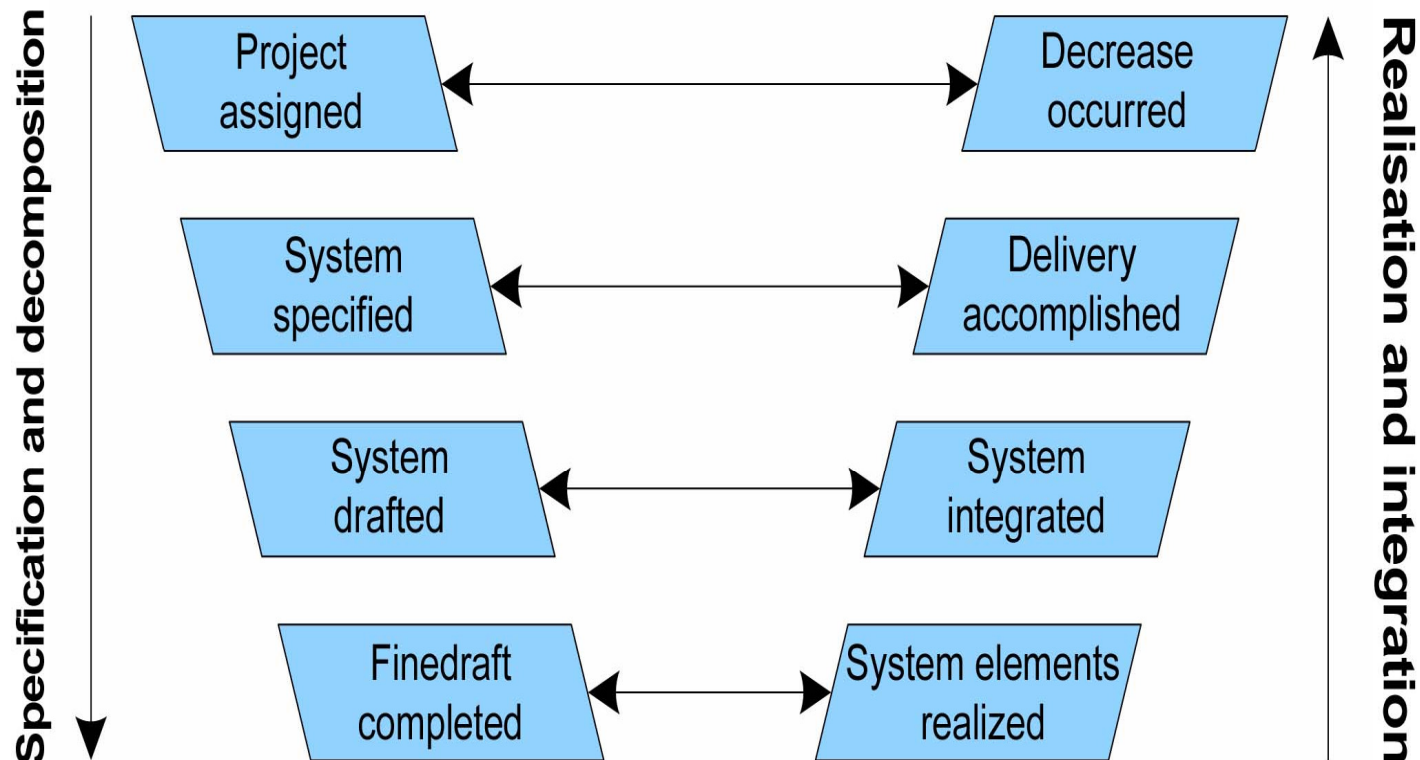 Specification and decomposition
Project
assigned
Decrease
occurred
System
specified
Delivery
accomplished
System
drafted
System
integrated
Finedraft
completed
System elements
realized
Realisation and integration